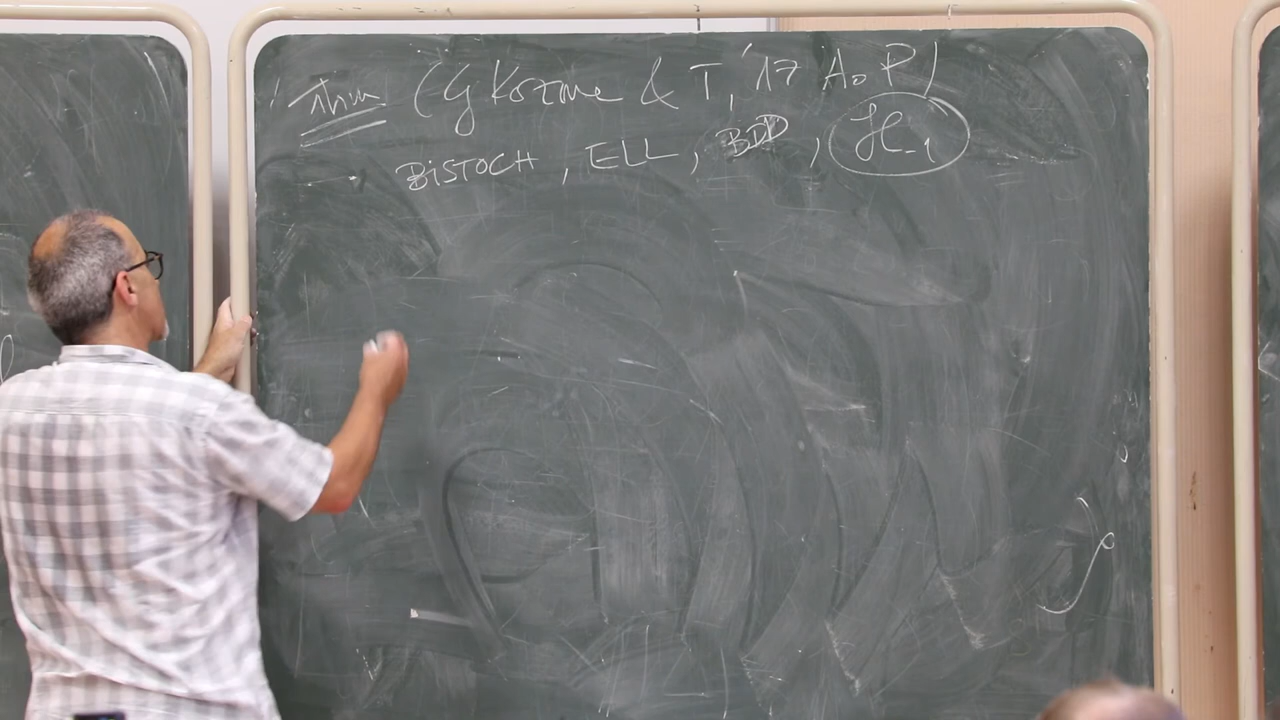 Thm (G Kozma & T, '17 AoP)
BISTOCH, ELL, BDD, ℋ₋₁